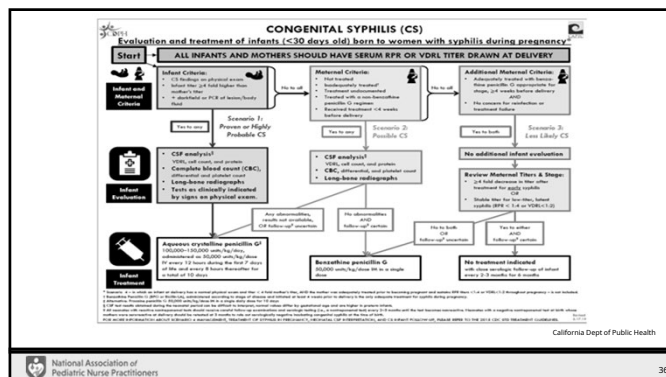 CONGENITAL SYPHILIS (CS)
Evaluation and treatment of infants (<30 days old) born to women with syphilis during pregnancy
Start
ALL INFANTS AND MOTHERS SHOULD HAVE SERUM RPR OR VDRL TITER DRAWN AT DELIVERY
Infant and
Maternal
Criteria
Infant Criteria:
• CS findings on physical exam
• Infant titer ≥4 fold higher than
mother's titer
• + darkfield or PCR of lesion/body
fluid
No to all
Maternal Criteria:
• Not treated
• Inadequately treated
• Treatment undocumented
• Treated with a non-benzathine
penicillin G regimen
• Received treatment <4 weeks
before delivery
No to all
Additional Maternal Criteria:
• Adequately treated with benza-
thine penicillin G appropriate for
stage, ≥4 weeks before delivery
AND
• No concern for reinfection or
treatment failure
Yes to any
Scenario 1:
Proven or Highly
Probable CS
Yes to any
Scenario 2:
Possible CS
Yes to both
Scenario 3:
Less Likely CS
Infant
Evaluation
• CSF analysis
VDRL, cell count, and protein
• Complete blood count (CBC),
differential and platelet count
• Long-bone radiographs
• Tests as clinically indicated
by signs on physical exam.
• CSF analysis
VDRL, cell count, and protein
• CBC, differential, and platelet count
• Long-bone radiographs
No additional infant evaluation
Review Maternal Titers & Stage:
• ≥4 fold decrease in titer after
treatment for early syphilis
OR
• Stable titer for low-titer, latent
syphilis (RPR < 1:4 or VDRL<1:2)
Any abnormalities,
results not available,
OR follow-up uncertain
No abnormalities
AND
follow-up certain
No to both
OR
follow-up uncertain
Yes to either
AND
follow-up certain
Infant
Treatment
Aqueous crystalline penicillin G
100,000–150,000 units/kg/day,
administered as 50,000 units/kg/dose
IV every 12 hours during the first 7 days
of life and every 8 hours thereafter for
a total of 10 days
Benzathine penicillin G
50,000 units/kg/dose IM in a single
dose
No treatment indicated
with close serologic follow-up of infant
every 2-3 months for 6 months
California Dept of Public Health
National Association of
Pediatric Nurse Practitioners
36